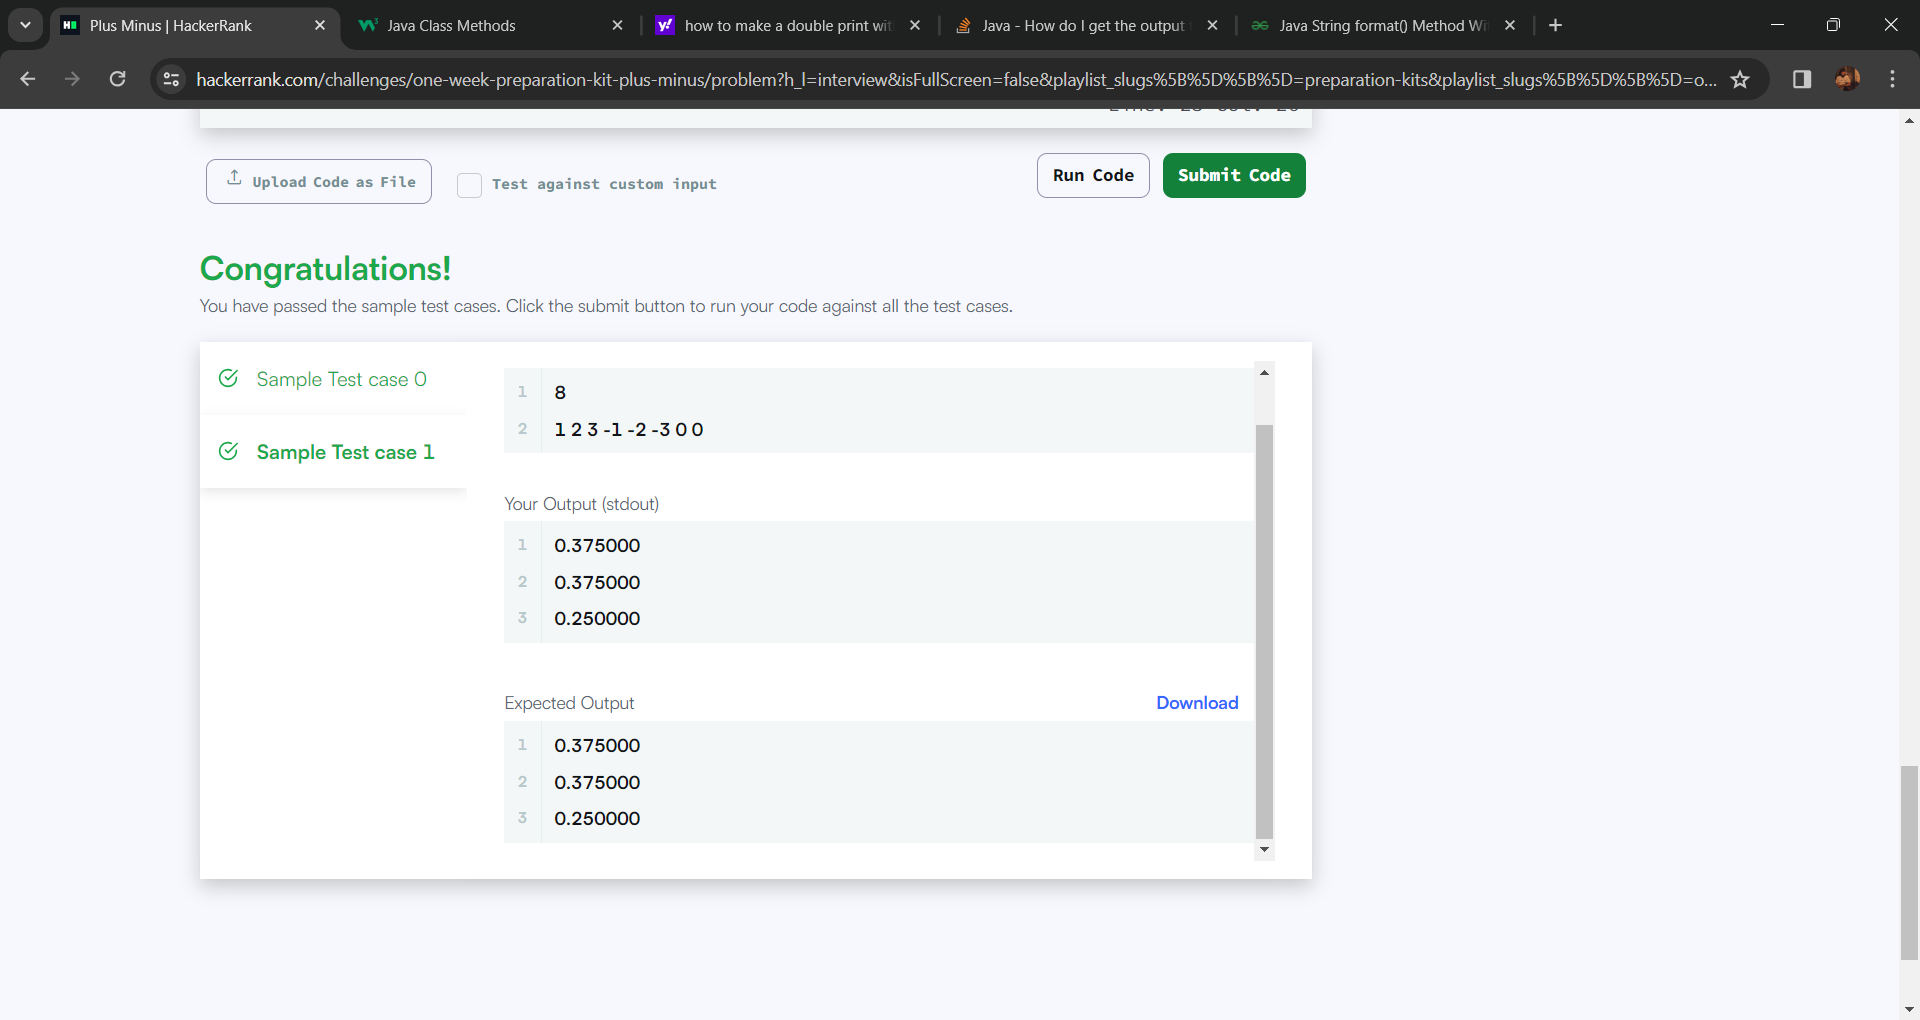 Plus Minus | HackerRank
Java Class Methods
how to make a double print wit
Java - How do I get the output
Java String format() Method Wi
hackerrank.com/challenges/one-week-preparation-kit-plus-minus/problem?h_l=interview&isFullScreen=false&playlist_slugs%5B%5D%5B%5D=preparation-kits&playlist_slugs%5B%5D%5B%5D=o...
Upload Code as File
Test against custom input
Run Code
Submit Code
Congratulations!
You have passed the sample test cases. Click the submit button to run your code against all the test cases.
Sample Test case 0
Sample Test case 1
1 8
2 1 2 3 -1 -2 -3 0 0
Your Output (stdout)
1 0.375000
2 0.375000
3 0.250000
Expected Output
Download
1 0.375000
2 0.375000
3 0.250000